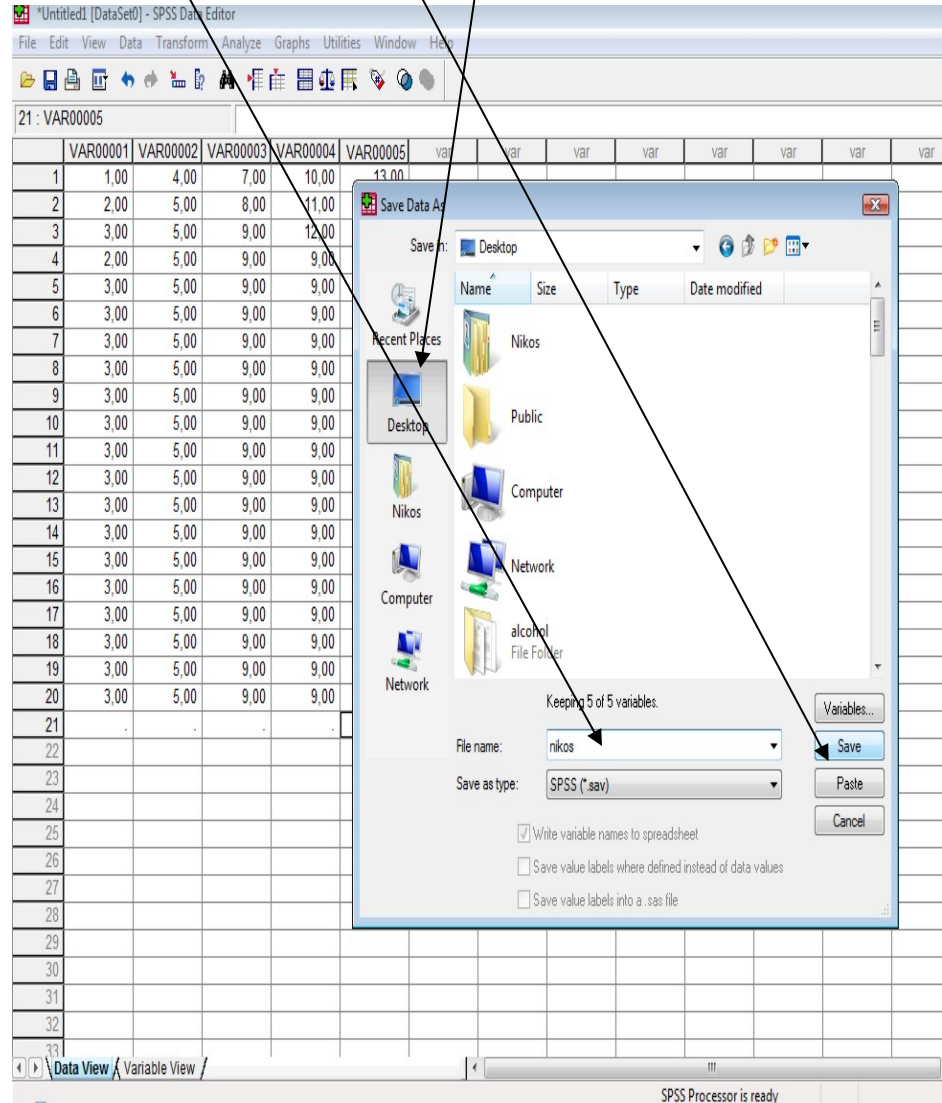 *Untitled1 [DataSet0] - SPSS Data Editor
File Edit View Data Transform Analyze Graphs Utilities Window Help
21 : VAR00005
VAR00001 VAR00002 VAR00003 VAR00004 VAR00005 var var var var var var var var
1 1,00 4,00 7,00 10,00 13,00
2 2,00 5,00 8,00 11,00
3 3,00 5,00 9,00 12,00
4 2,00 5,00 9,00 9,00
5 3,00 5,00 9,00 9,00
6 3,00 5,00 9,00 9,00
7 3,00 5,00 9,00 9,00
8 3,00 5,00 9,00 9,00
9 3,00 5,00 9,00 9,00
10 3,00 5,00 9,00 9,00
11 3,00 5,00 9,00 9,00
12 3,00 5,00 9,00 9,00
13 3,00 5,00 9,00 9,00
14 3,00 5,00 9,00 9,00
15 3,00 5,00 9,00 9,00
16 3,00 5,00 9,00 9,00
17 3,00 5,00 9,00 9,00
18 3,00 5,00 9,00 9,00
19 3,00 5,00 9,00 9,00
20 3,00 5,00 9,00 9,00
21 . . . .
22
23
24
25
26
27
28
29
30
31
32
33
Save Data As
Save in: Desktop
Name Size Type Date modified
Recent Places
Desktop
Nikos
Computer
Network
Nikos
Public
Computer
Network
alcohol
File Folder
Keeping 5 of 5 variables.
Variables...
File name: nikos
Save
Save as type: SPSS (*.sav)
Paste
Cancel
Write variable names to spreadsheet
Save value labels where defined instead of data values
Save value labels into a .sas file
Data View Variable View
SPSS Processor is ready